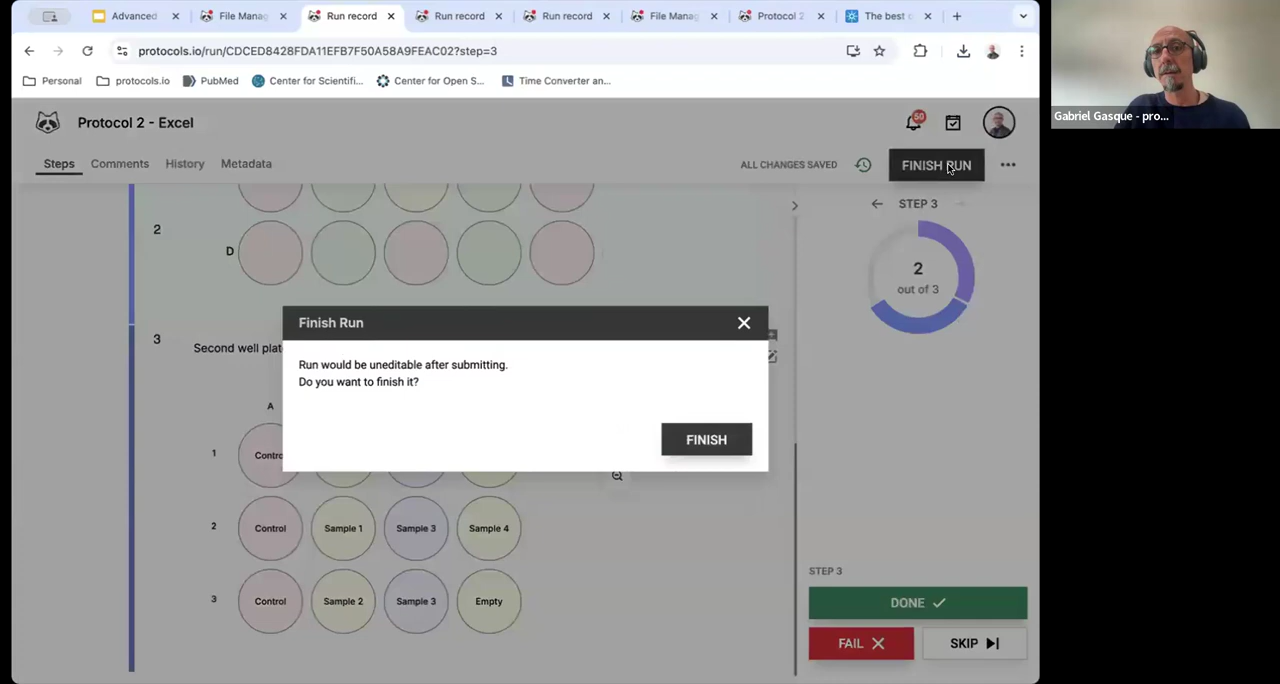 Advanced
File Manag
Run record
Run record
Run record
File Manag
Protocol 2
The best c
protocols.io/run/CDCED8428FDA11EFB7F50A58A9FEAC02?step=3
Personal
protocols.io
PubMed
Center for Scientifi...
Center for Open S...
Time Converter an...
Gabriel Gasque - pro...
Protocol 2 - Excel
50
Steps
Comments
History
Metadata
ALL CHANGES SAVED
FINISH RUN
STEP 3
2
out of 3
2
D
Finish Run
Run would be uneditable after submitting.
Do you want to finish it?
FINISH
3
Second well plat
A
1
Contro
2
Control
Sample 1
Sample 3
Sample 4
3
Control
Sample 2
Sample 3
Empty
STEP 3
DONE
FAIL
SKIP